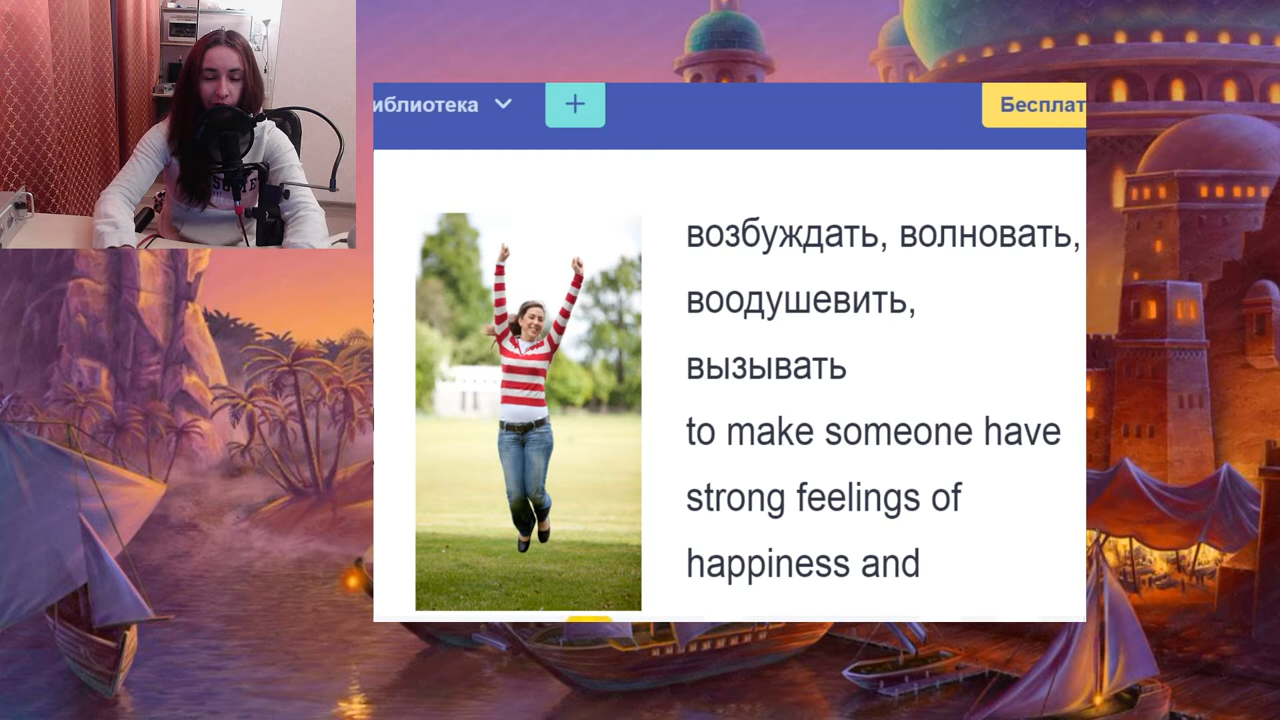 иблиотека
+
Бесплат
возбуждать, волновать,
воодушевить,
вызывать
to make someone have
strong feelings of
happiness and